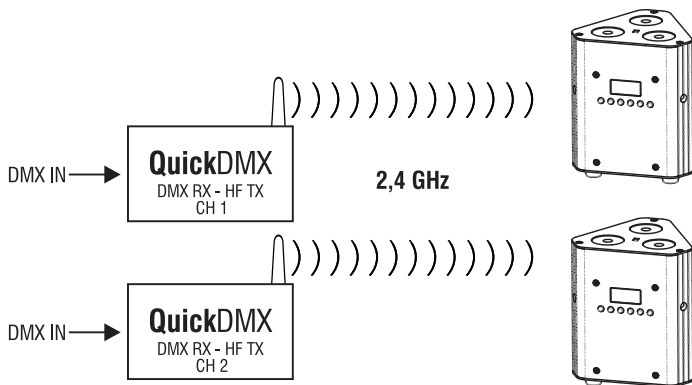 DMX IN
QuickDMX
DMX RX - HF TX
CH 1
2,4 GHz
DMX IN
QuickDMX
DMX RX - HF TX
CH 2